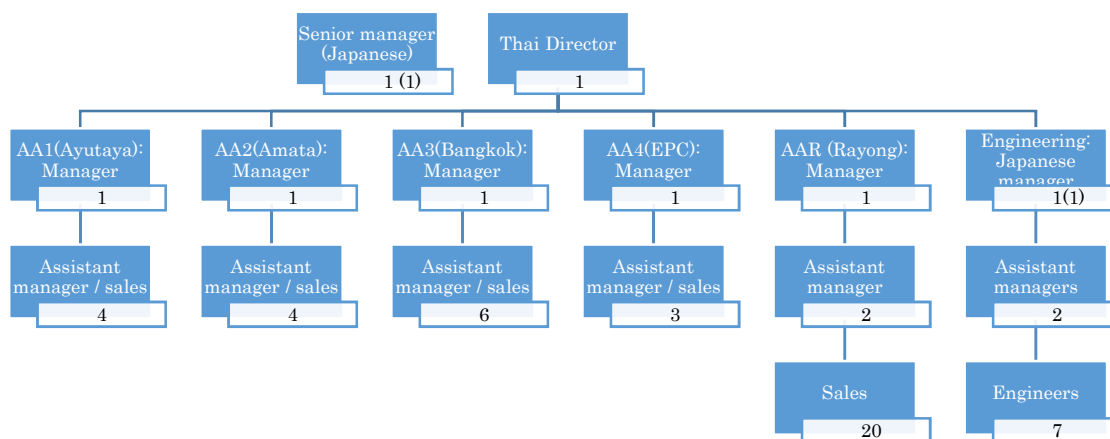 Senior manager
(Japanese)
1 (1)
Thai Director
1
AA1(Ayutaya):
Manager
1
AA2(Amata):
Manager
1
AA3(Bangkok):
Manager
1
AA4(EPC):
Manager
1
AAR (Rayong):
Manager
1
Engineering:
Japanese
manager
1(1)
Assistant
manager / sales
4
Assistant
manager / sales
4
Assistant
manager / sales
6
Assistant
manager / sales
3
Assistant
manager
2
Assistant
managers
2
Sales
20
Engineers
7